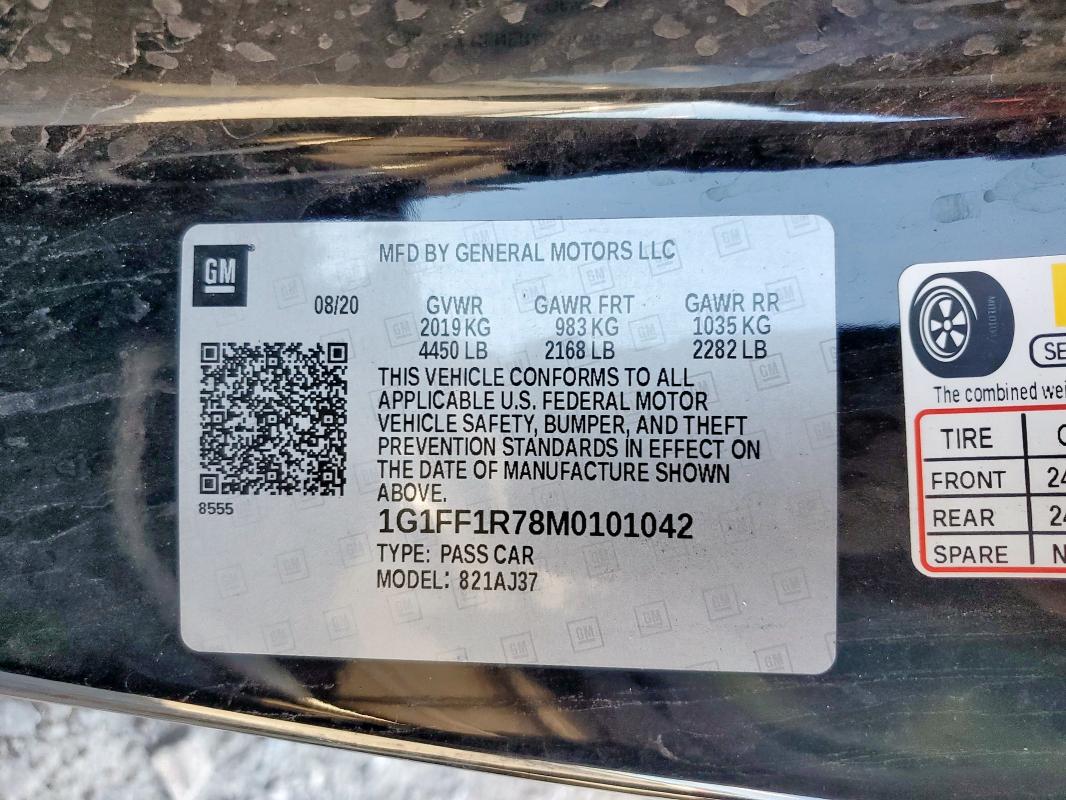 GM
MFD BY GENERAL MOTORS LLC
08/20 GVWR GAWR FRT GAWR RR
2019 KG 983 KG 1035 KG
4450 LB 2168 LB 2282 LB
THIS VEHICLE CONFORMS TO ALL
APPLICABLE U.S. FEDERAL MOTOR
VEHICLE SAFETY, BUMPER, AND THEFT
PREVENTION STANDARDS IN EFFECT ON
THE DATE OF MANUFACTURE SHOWN
ABOVE.
8555
1G1FF1R78M0101042
TYPE: PASS CAR
MODEL: 821AJ37
SE
The combined wei
TIRE
FRONT 24
REAR 24
SPARE N